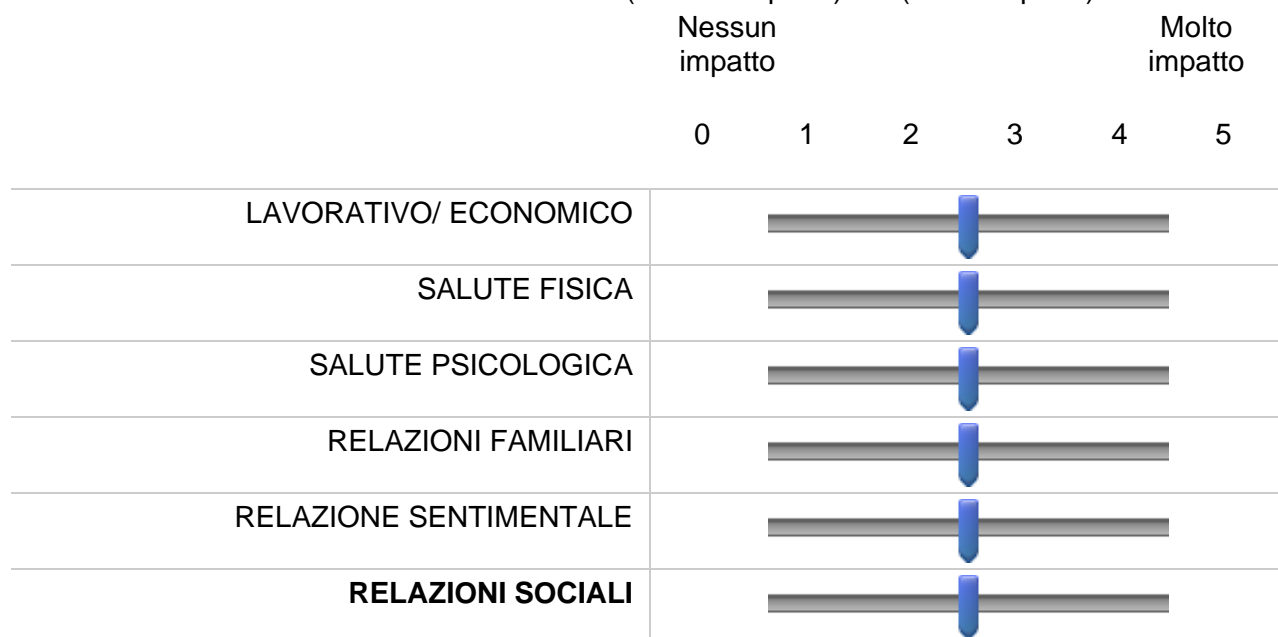 Nessun impatto Molto impatto
0 1 2 3 4 5
LAVORATIVO/ ECONOMICO
SALUTE FISICA
SALUTE PSICOLOGICA
RELAZIONI FAMILIARI
RELAZIONE SENTIMENTALE
RELAZIONI SOCIALI